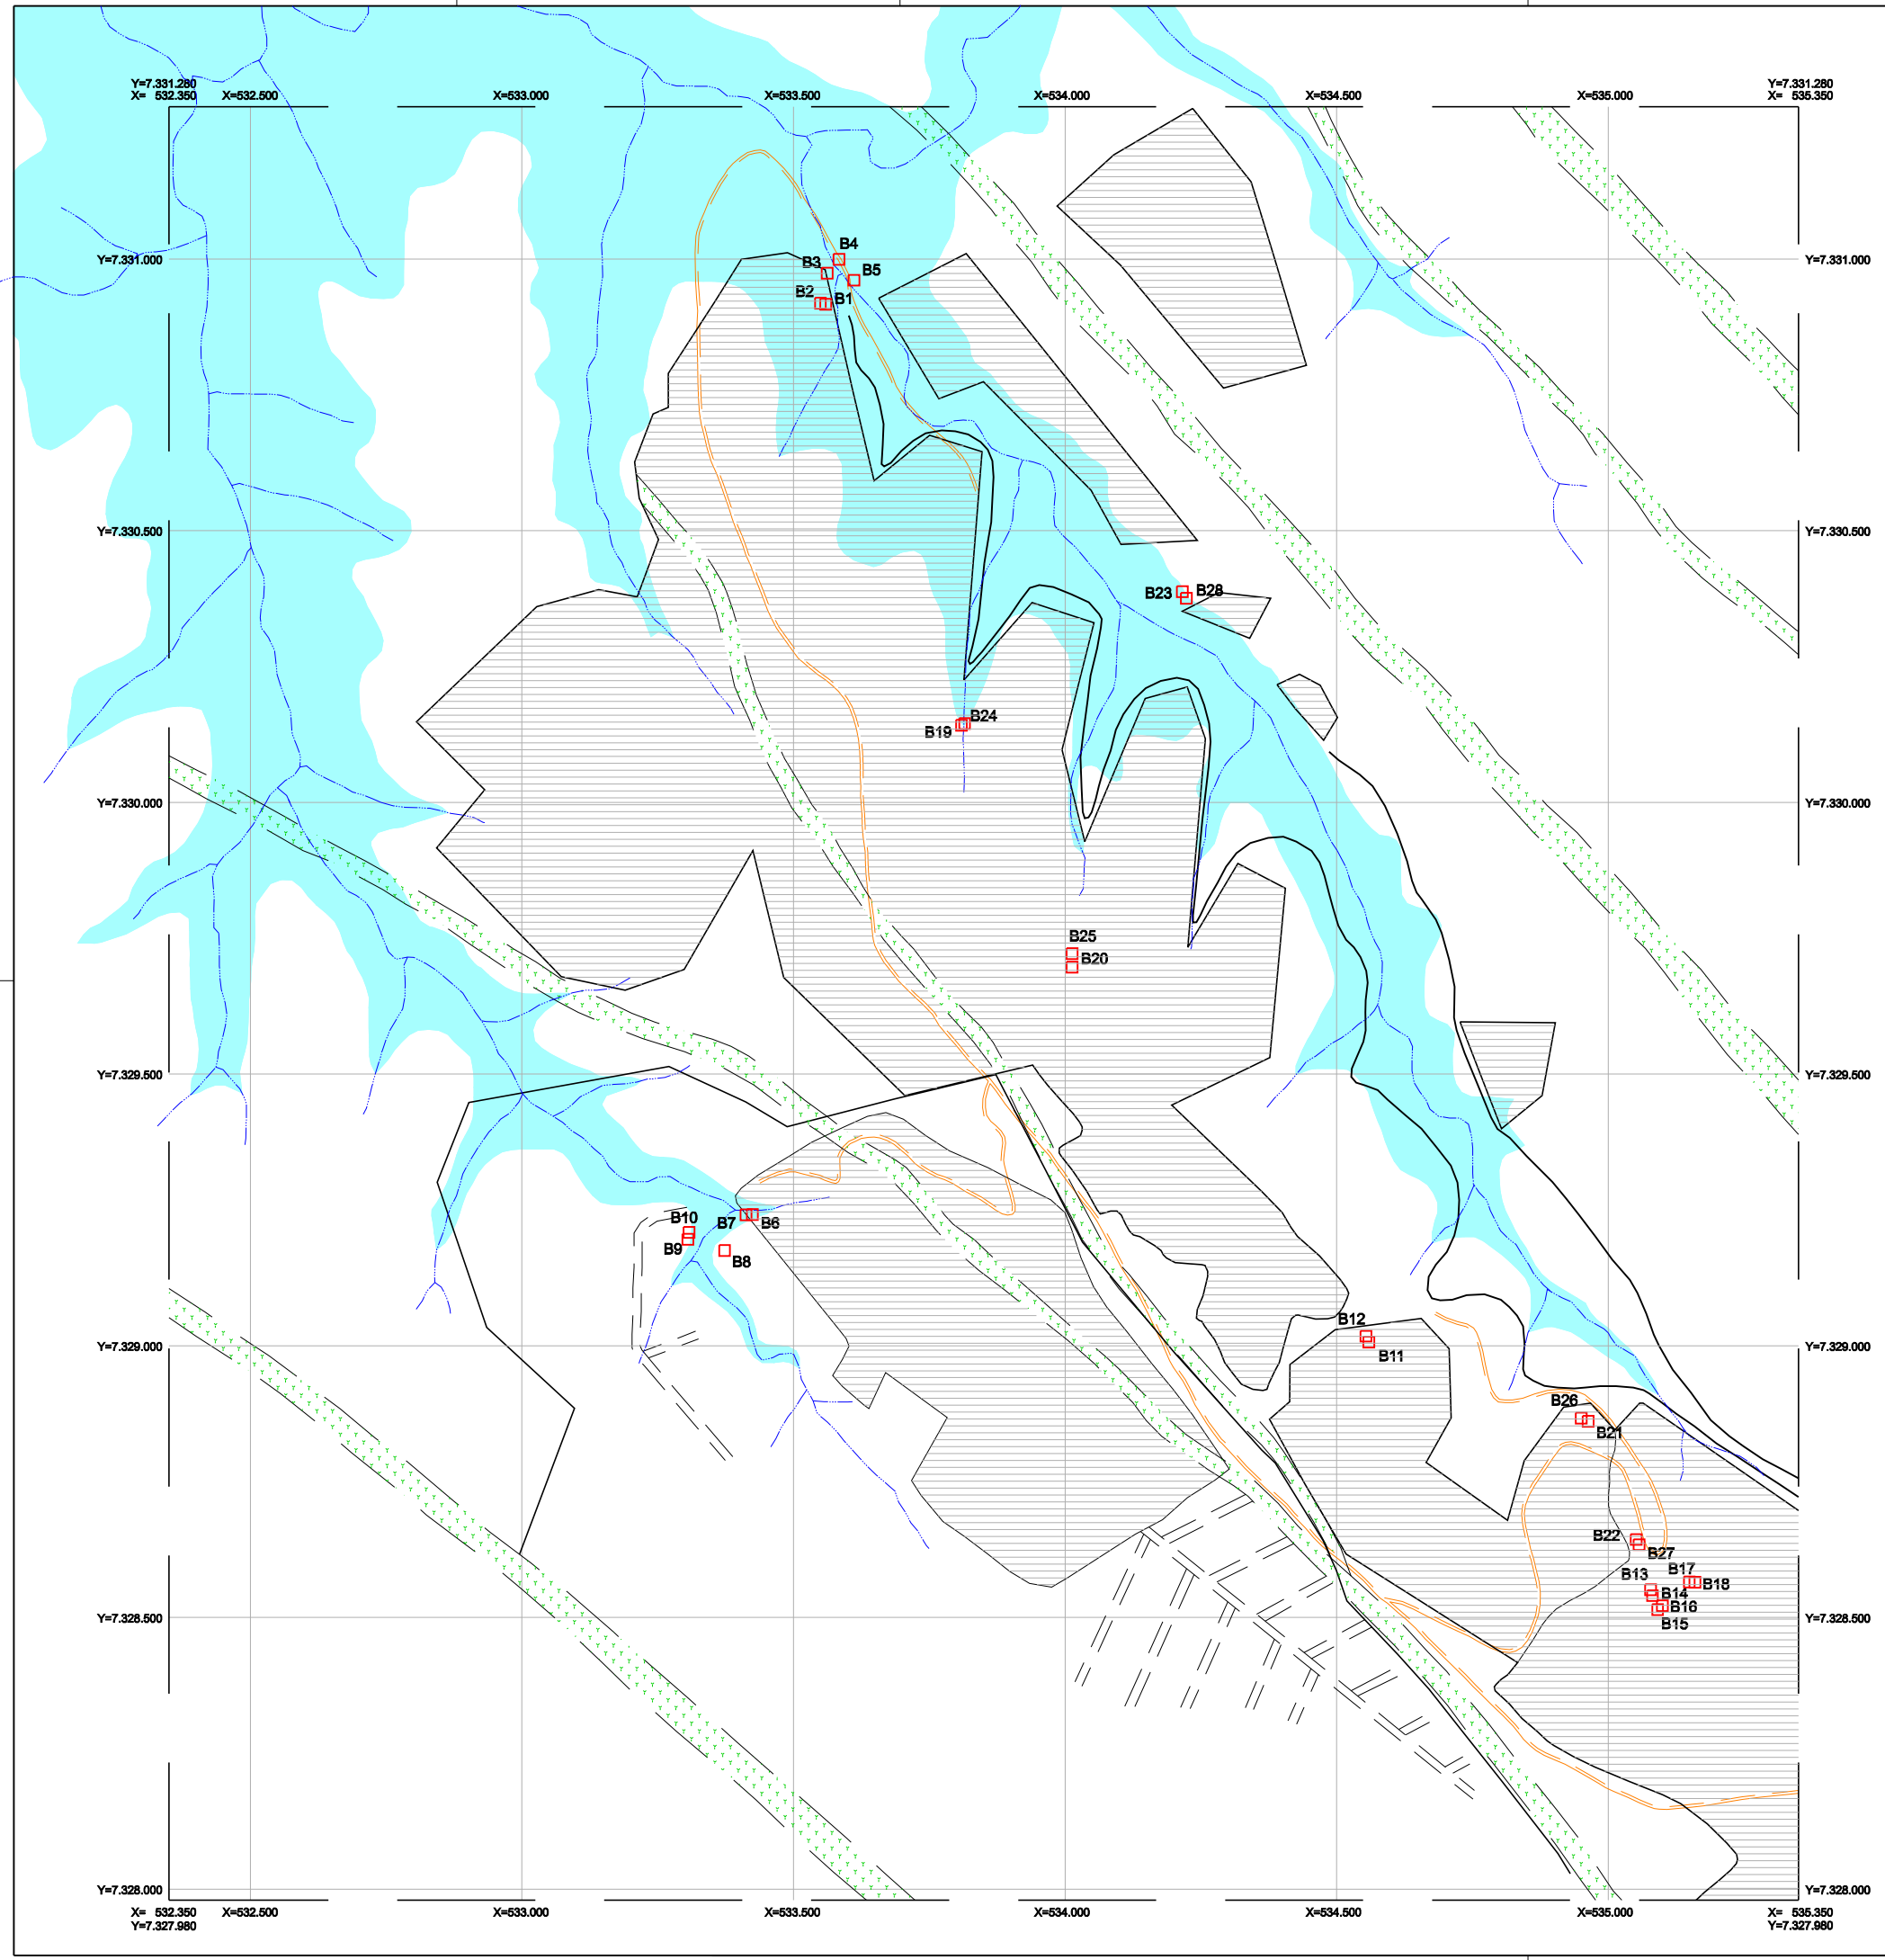 Y=7.331.280
X= 532.350 X=532.500 X=533.000 X=533.500 X=534.000 X=534.500 X=535.000
Y=7.331.280
X= 535.350
B4
Y=7.331.000 B3 B5 Y=7.331.000
B2 B1
Y=7.330.500 Y=7.330.500
B23 B28
B24
B19
Y=7.330.000 Y=7.330.000
B25
B20
Y=7.329.500 Y=7.329.500
B10 B7 B6
B9 B8
B12
Y=7.329.000 Y=7.329.000
B11
B26
B21
B22
B27
B13 B17
B14 B18
B16
Y=7.328.500 B15 Y=7.328.500
Y=7.328.000 Y=7.328.000
X= 532.350 X=532.500 X=533.000 X=533.500 X=534.000 X=534.500 X=535.000 X= 535.350
Y=7.327.980 Y=7.327.980